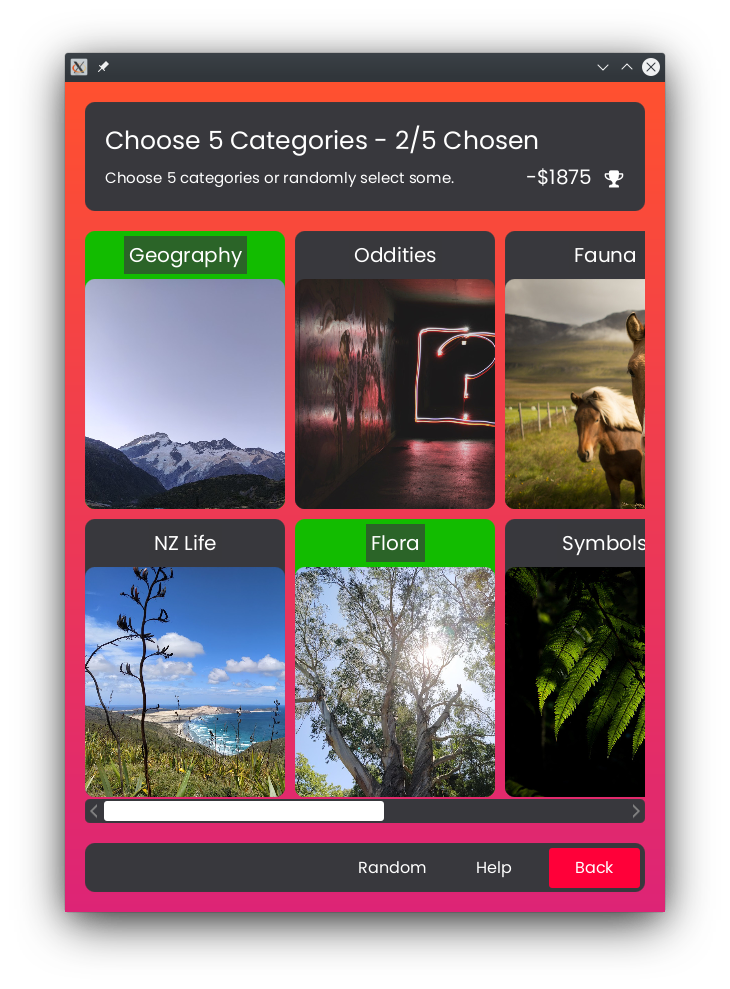 Choose 5 Categories - 2/5 Chosen
Choose 5 categories or randomly select some.
-$1875
Geography
Oddities
Fauna
NZ Life
Flora
Symbols
Random
Help
Back